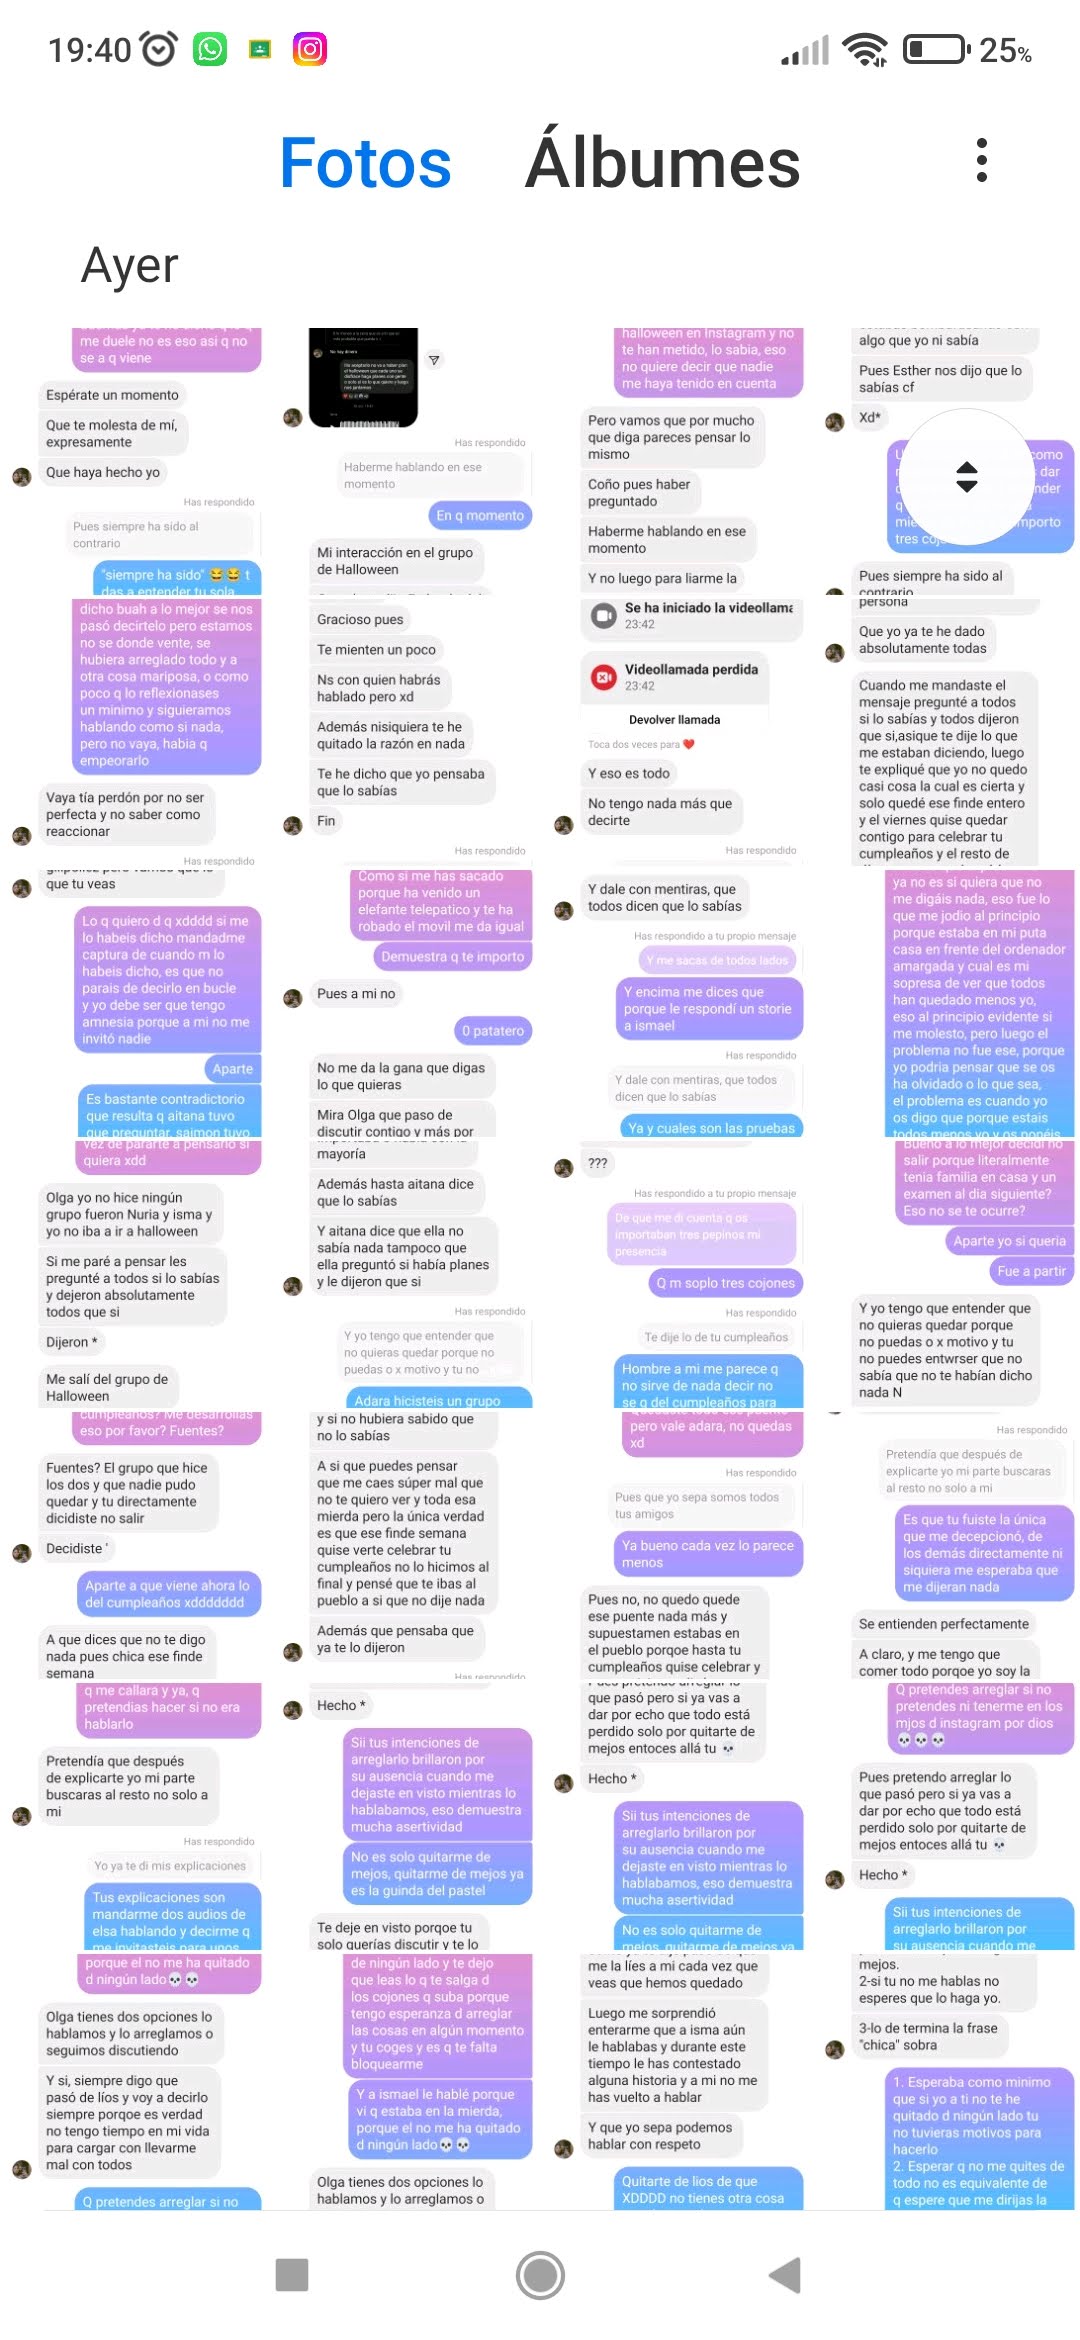 19:40
25%
Fotos
Álbumes
Ayer
me duele no es eso asi q no
se a q viene
Espérate un momento
Que te molesta de mí,
expresamente
Que haya hecho yo
Has respondido
Pues siempre ha sido al
contrario
"siempre ha sido" 😂😂 t
das a entender tu sola
Has respondido
Haberme hablando en ese
momento
En q momento
Mi interacción en el grupo
de Halloween
halloween en Instagram y no
te han metido, lo sabia, eso
no quiere decir que nadie
me haya tenido en cuenta
Pero vamos que por mucho
que diga pareces pensar lo
mismo
Coño pues haber
preguntado
Haberme hablando en ese
momento
Y no luego para liarme la
algo que yo ni sabía
Pues Esther nos dijo que lo
sabías cf
Xd*
como
dar
tres
Pues siempre ha sido al
contrario
dicho buah a lo mejor se nos
pasó decirtelo pero estamos
no se donde vente, se
hubiera arreglado todo y a
otra cosa mariposa, o como
poco q lo reflexionases
un minimo y siguieramos
hablando como si nada,
pero no vaya, habia q
empeorarlo
Vaya tía perdón por no ser
perfecta y no saber como
reaccionar
Has respondido
Gracioso pues
Te mienten un poco
Ns con quien habrás
hablado pero xd
Además nisiquiera te he
quitado la razón en nada
Te he dicho que yo pensaba
que lo sabías
Fin
Has respondido
Se ha iniciado la videollama
23:42
Videollamada perdida
23:42
Devolver llamada
Toca dos veces para ❤️
Y eso es todo
No tengo nada más que
decirte
Has respondido
persona
Que yo ya te he dado
absolutamente todas
Cuando me mandaste el
mensaje pregunté a todos
si lo sabías y todos dijeron
que si,asique te dije lo que
me estaban diciendo, luego
te expliqué que yo no quedo
casi cosa la cual es cierta y
solo quedé ese finde entero
y el viernes quise quedar
contigo para celebrar tu
cumpleaños y el resto de
que tu veas
Lo q quiero d q xdddd si me
lo habeis dicho mandadme
captura de cuando m lo
habeis dicho, es que no
parais de decirlo en bucle
y yo debe ser que tengo
amnesia porque a mi no me
invitó nadie
Aparte
Es bastante contradictorio
que resulta q aitana tuvo
que preguntar, saimon tuvo
Como si me has sacado
porque ha venido un
elefante telepatico y te ha
robado el movil me da igual
Demuestra q te importo
Pues a mi no
0 patatero
No me da la gana que digas
lo que quieras
Mira Olga que paso de
discutir contigo y más por
Y dale con mentiras, que
todos dicen que lo sabías
Has respondido a tu propio mensaje
Y me sacas de todos lados
Y encima me dices que
porque le respondí un storie
a ismael
Has respondido
Y dale con mentiras, que todos
dicen que lo sabías
Ya y cuales son las pruebas
ya no es si quiera que no
me digáis nada, eso fue lo
que me jodio al principio
porque estaba en mi puta
casa en frente del ordenador
amargada y cual es mi
sopresa de ver que todos
han quedado menos yo,
eso al principio evidente si
me molesto, pero luego el
problema no fue ese, porque
yo podria pensar que se os
ha olvidado o lo que sea,
el problema es cuando yo
os digo que porque estais
todos menos yo y os ponéis
vez de pararte a pensarlo si
quiera xdd
Olga yo no hice ningún
grupo fueron Nuria y isma y
yo no iba a ir a halloween
Si me paré a pensar les
pregunté a todos si lo sabías
y dejeron absolutamente
todos que si
Dijeron *
Me salí del grupo de
Halloween
mayoría
Además hasta aitana dice
que lo sabías
Y aitana dice que ella no
sabía nada tampoco que
ella preguntó si había planes
y le dijeron que si
Has respondido
Y yo tengo que entender que
no quieras quedar porque
no puedas o x motivo y tu no
Adara hicisteis un grupo
???
Has respondido a tu propio mensaje
De que me di cuenta q os
importaban tres pepinos mi
presencia
Q m soplo tres cojones
Has respondido
Te dije lo de tu cumpleaños
Hombre a mi me parece q
no sirve de nada decir no
se q del cumpleaños para
Bueno a lo mejor decidí no
salir porque literalmente
tenia familia en casa y un
examen al dia siguiente?
Eso no se te ocurre?
Aparte yo si queria
Fue a partir
Y yo tengo que entender que
no quieras quedar porque
no puedas o x motivo y tu
no puedes entwrser que no
sabía que no te habían dicho
nada N
cumpleaños? Me desarrollas
eso por favor? Fuentes?
Fuentes? El grupo que hice
los dos y que nadie pudo
quedar y tu directamente
dicidiste no salir
Decidiste '
Aparte a que viene ahora lo
del cumpleaños xddddddd
A que dices que no te digo
nada pues chica ese finde
semana
y si no hubiera sabido que
no lo sabías
A si que puedes pensar
que me caes súper mal que
no te quiero ver y toda esa
mierda pero la única verdad
es que ese finde semana
quise verte celebrar tu
cumpleaños no lo hicimos al
final y pensé que te ibas al
pueblo a si que no dije nada
Además que pensaba que
ya te lo dijeron
Has respondido
pero vale adara, no quedas
xd
Has respondido
Pues que yo sepa somos todos
tus amigos
Ya bueno cada vez lo parece
menos
Pues no, no quedo quede
ese puente nada más y
supuestamen estabas en
el pueblo porqoe hasta tu
cumpleaños quise celebrar y
Has respondido
Pretendía que después de
explicarte yo mi parte buscaras
al resto no solo a mi
Es que tu fuiste la única
que me decepcionó, de
los demás directamente ni
siquiera me esperaba que
me dijeran nada
Se entienden perfectamente
A claro, y me tengo que
comer todo porqoe yo soy la
q me callara y ya, q
pretendias hacer si no era
hablarlo
Pretendía que después
de explicarte yo mi parte
buscaras al resto no solo a
mi
Has respondido
Yo ya te di mis explicaciones
Tus explicaciones son
mandarme dos audios de
elsa hablando y decirme q
me invitasteis para unos
Hecho *
Sii tus intenciones de
arreglarlo brillaron por
su ausencia cuando me
dejaste en visto mientras lo
hablabamos, eso demuestra
mucha asertividad
No es solo quitarme de
mejos, quitarme de mejos ya
es la guinda del pastel
Te deje en visto porqoe tu
solo querías discutir y te lo
que pasó pero si ya vas a
dar por echo que todo está
perdido solo por quitarte de
mejos entoces allá tu 💀
Hecho *
Sii tus intenciones de
arreglarlo brillaron por
su ausencia cuando me
dejaste en visto mientras lo
hablabamos, eso demuestra
mucha asertividad
No es solo quitarme de
mejos, quitarme de mejos ya
Q pretendes arreglar si no
pretendes ni tenerme en los
mjos d instagram por dios
💀💀💀
Pues pretendo arreglar lo
que pasó pero si ya vas a
dar por echo que todo está
perdido solo por quitarte de
mejos entoces allá tu 💀
Hecho *
Sii tus intenciones de
arreglarlo brillaron por
su ausencia cuando me
porque el no me ha quitado
d ningún lado💀💀
Olga tienes dos opciones lo
hablamos y lo arreglamos o
seguimos discutiendo
Y si, siempre digo que
pasó de líos y voy a decirlo
siempre porqoe es verdad
no tengo tiempo en mi vida
para cargar con llevarme
mal con todos
Q pretendes arreglar si no
de ningún lado y te dejo
que leas lo q te salga d
los cojones q suba porque
tengo esperanza d arreglar
las cosas en algún momento
y tu coges y es q te falta
bloquearme
Y a ismael le hablé porque
vi q estaba en la mierda,
porque el no me ha quitado
d ningún lado💀💀
Olga tienes dos opciones lo
hablamos y lo arreglamos o
me la líes a mi cada vez que
veas que hemos quedado
Luego me sorprendió
enterarme que a isma aún
le hablabas y durante este
tiempo le has contestado
alguna historia y a mi no me
has vuelto a hablar
Y que yo sepa podemos
hablar con respeto
Quitarte de lios de que
XDDDD no tienes otra cosa
mejos.
2-si tu no me hablas no
esperes que lo haga yo.
3-lo de termina la frase
"chica" sobra
1. Esperaba como minimo
que si yo a ti no te he
quitado d ningún lado tu
no tuvieras motivos para
hacerlo
2. Esperar q no me quites de
todo no es equivalente de
q espere que me dirijas la